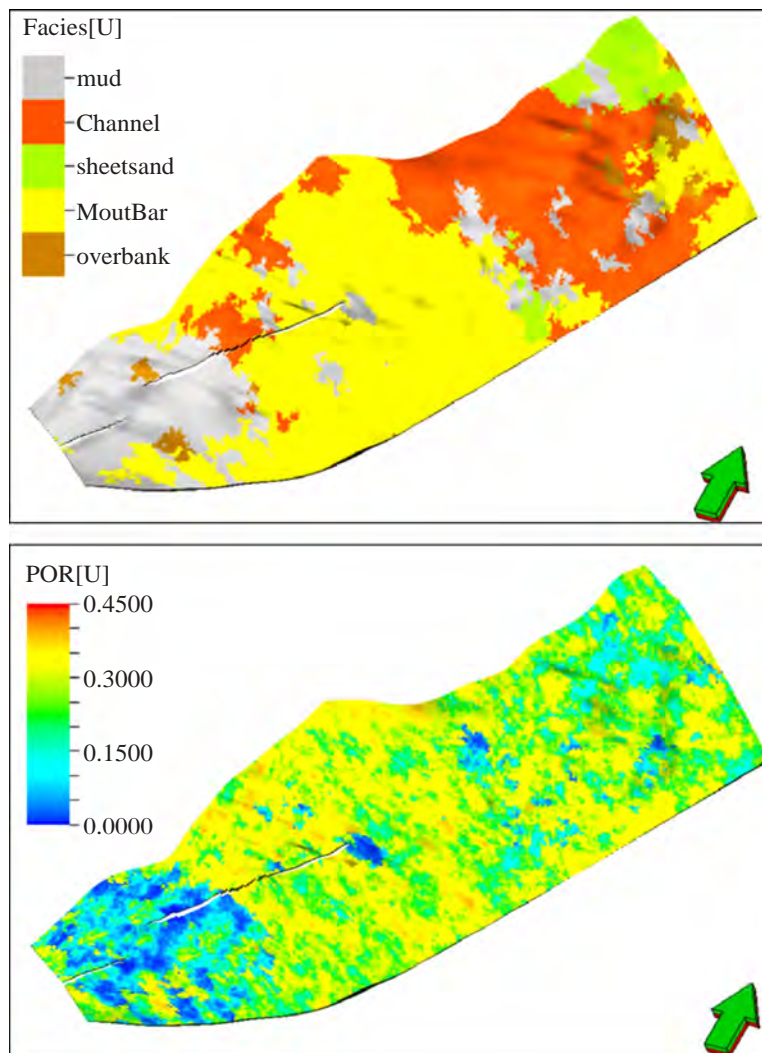 Facies[U]
mud
Channel
sheetsand
MoutBar
overbank
POR[U]
0.4500
0.3000
0.1500
0.0000